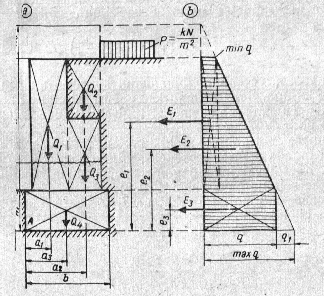 a
b
P = kN/m²
min q
Q₂
E₁
Q₁
E₂
Q₃
e₁
e₂
E₃
e₃
A
Q₄
a₁
a₃
a₂
b
q
q₁
max q